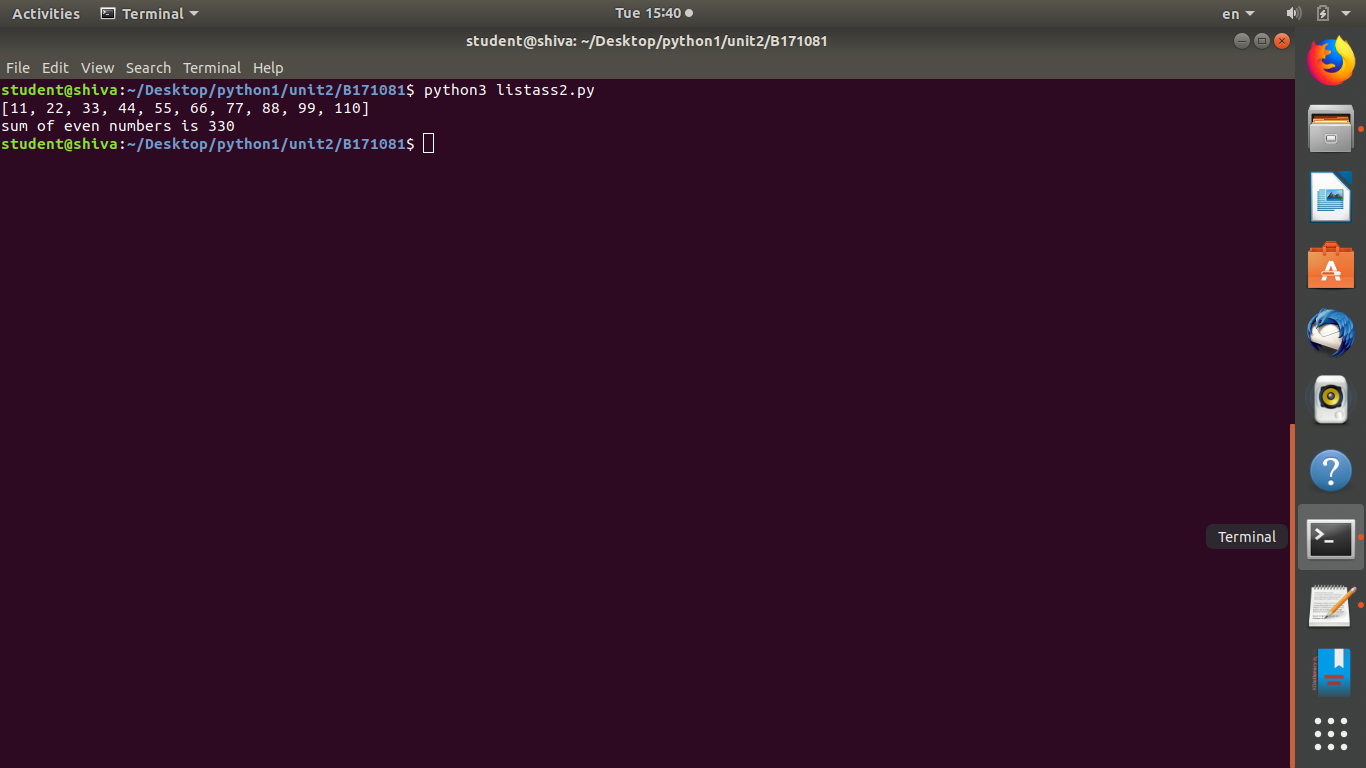 Activities Terminal Tue 15:40 en
student@shiva: ~/Desktop/python1/unit2/B171081
File Edit View Search Terminal Help
student@shiva:~/Desktop/python1/unit2/B171081$ python3 listass2.py
[11, 22, 33, 44, 55, 66, 77, 88, 99, 110]
sum of even numbers is 330
student@shiva:~/Desktop/python1/unit2/B171081$
Terminal